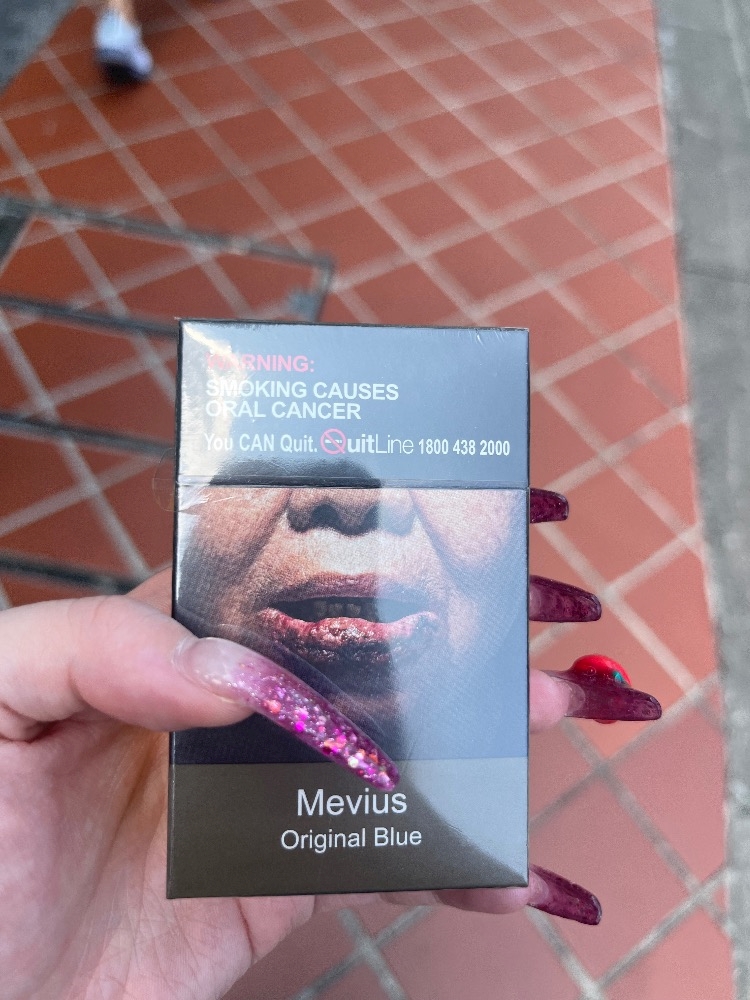 WARNING:
SMOKING CAUSES
ORAL CANCER
You CAN Quit. QuitLine 1800 438 2000
Mevius
Original Blue